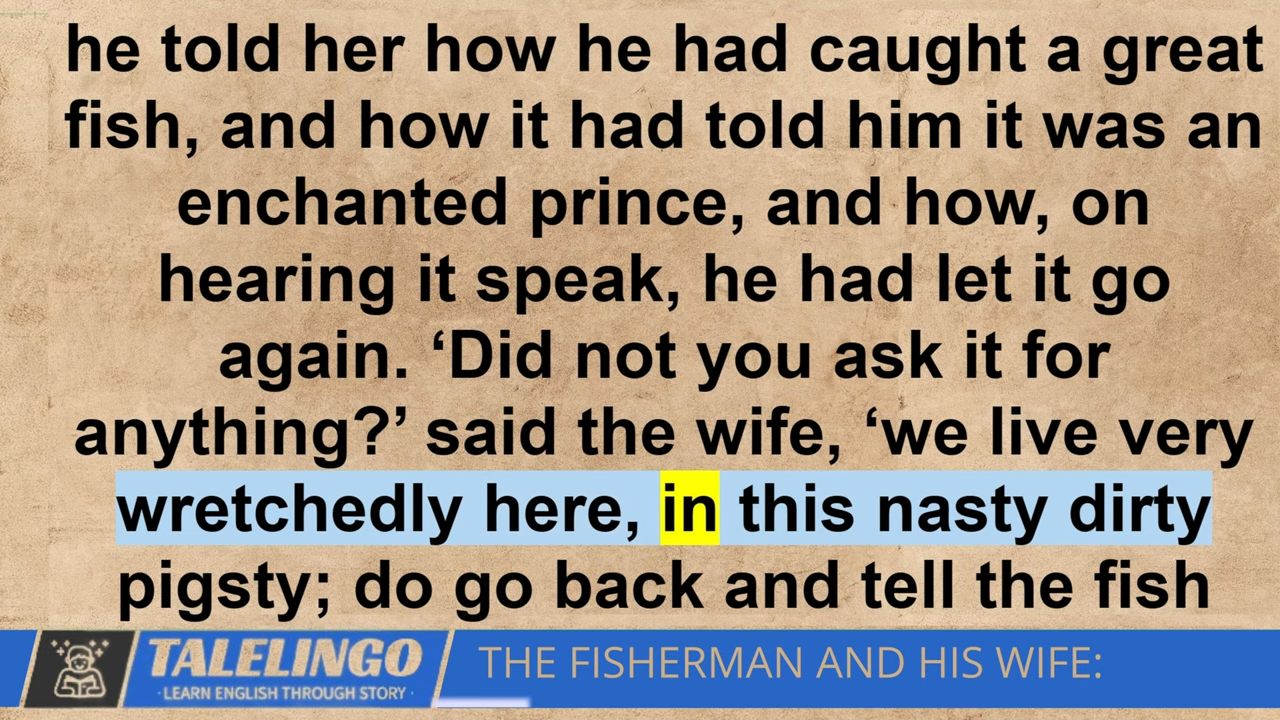 he told her how he had caught a great
fish, and how it had told him it was an
enchanted prince, and how, on
hearing it speak, he had let it go
again. ‘Did not you ask it for
anything?’ said the wife, ‘we live very
wretchedly here, in this nasty dirty
pigsty; do go back and tell the fish
TALELINGO
·LEARN ENGLISH THROUGH STORY·
THE FISHERMAN AND HIS WIFE: